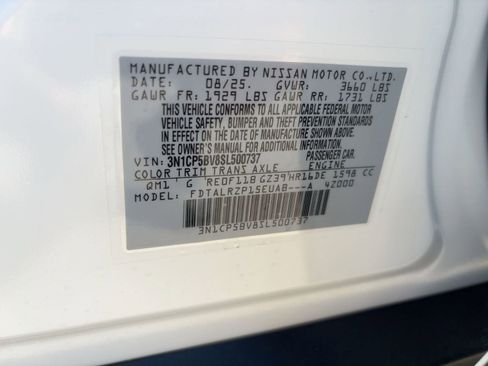 MANUFACTURED BY NISSAN MOTOR CO.,LTD.
DATE: 08/25. GVWR: 3660 LBS
GAWR FR: 1929 LBS GAWR RR: 1731 LBS
THIS VEHICLE CONFORMS TO ALL APPLICABLE FEDERAL MOTOR
VEHICLE SAFETY, BUMPER, AND THEFT PREVENTION STANDARDS
IN EFFECT ON THE DATE OF MANUFACTURE SHOWN ABOVE.
SEE OWNER'S MANUAL FOR ADDITIONAL INFORMATION.
VIN: 3N1CP5BV8SL500737 PASSENGER CAR
COLOR TRIM TRANS AXLE ENGINE
QM1 G RE0F11B GZ39 HR16DE 1598 CC
MODEL: FDTALRZP15EUAB---A 4Z000
3N1CP5BV8SL500737